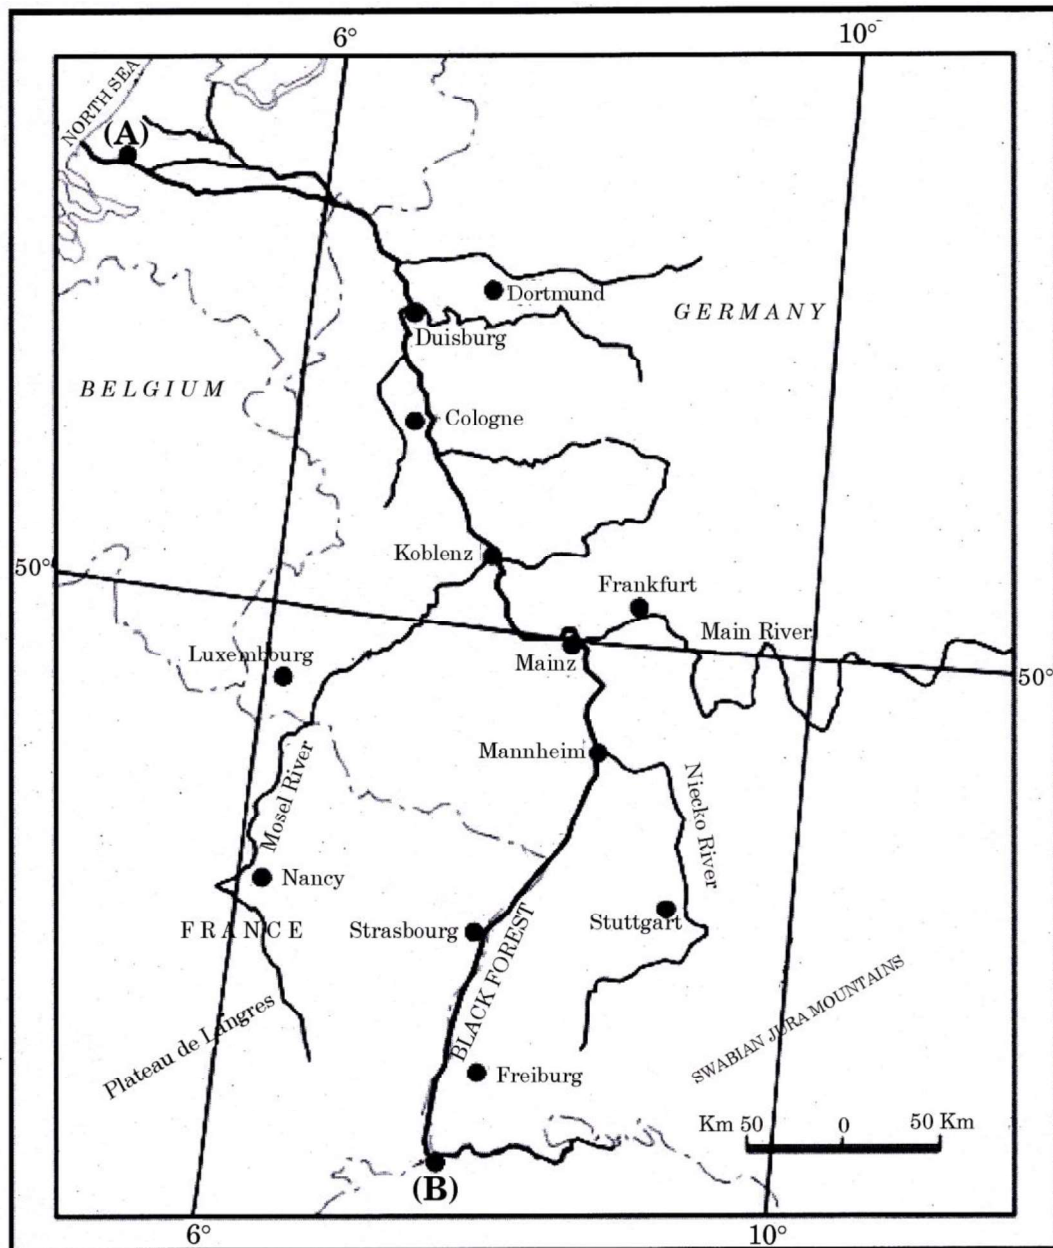 6°
10°
NORTH SEA
(A)
Dortmund
GERMANY
Duisburg
BELGIUM
Cologne
Koblenz
50°
Frankfurt
Main River
Luxembourg
Mainz
50°
Mannheim
Mosel River
Niecko River
Nancy
Stuttgart
FRANCE
Strasbourg
BLACK FOREST
SWABIAN JURA MOUNTAINS
Plateau de Langres
Freiburg
Km 50 0 50 Km
(B)
6°
10°